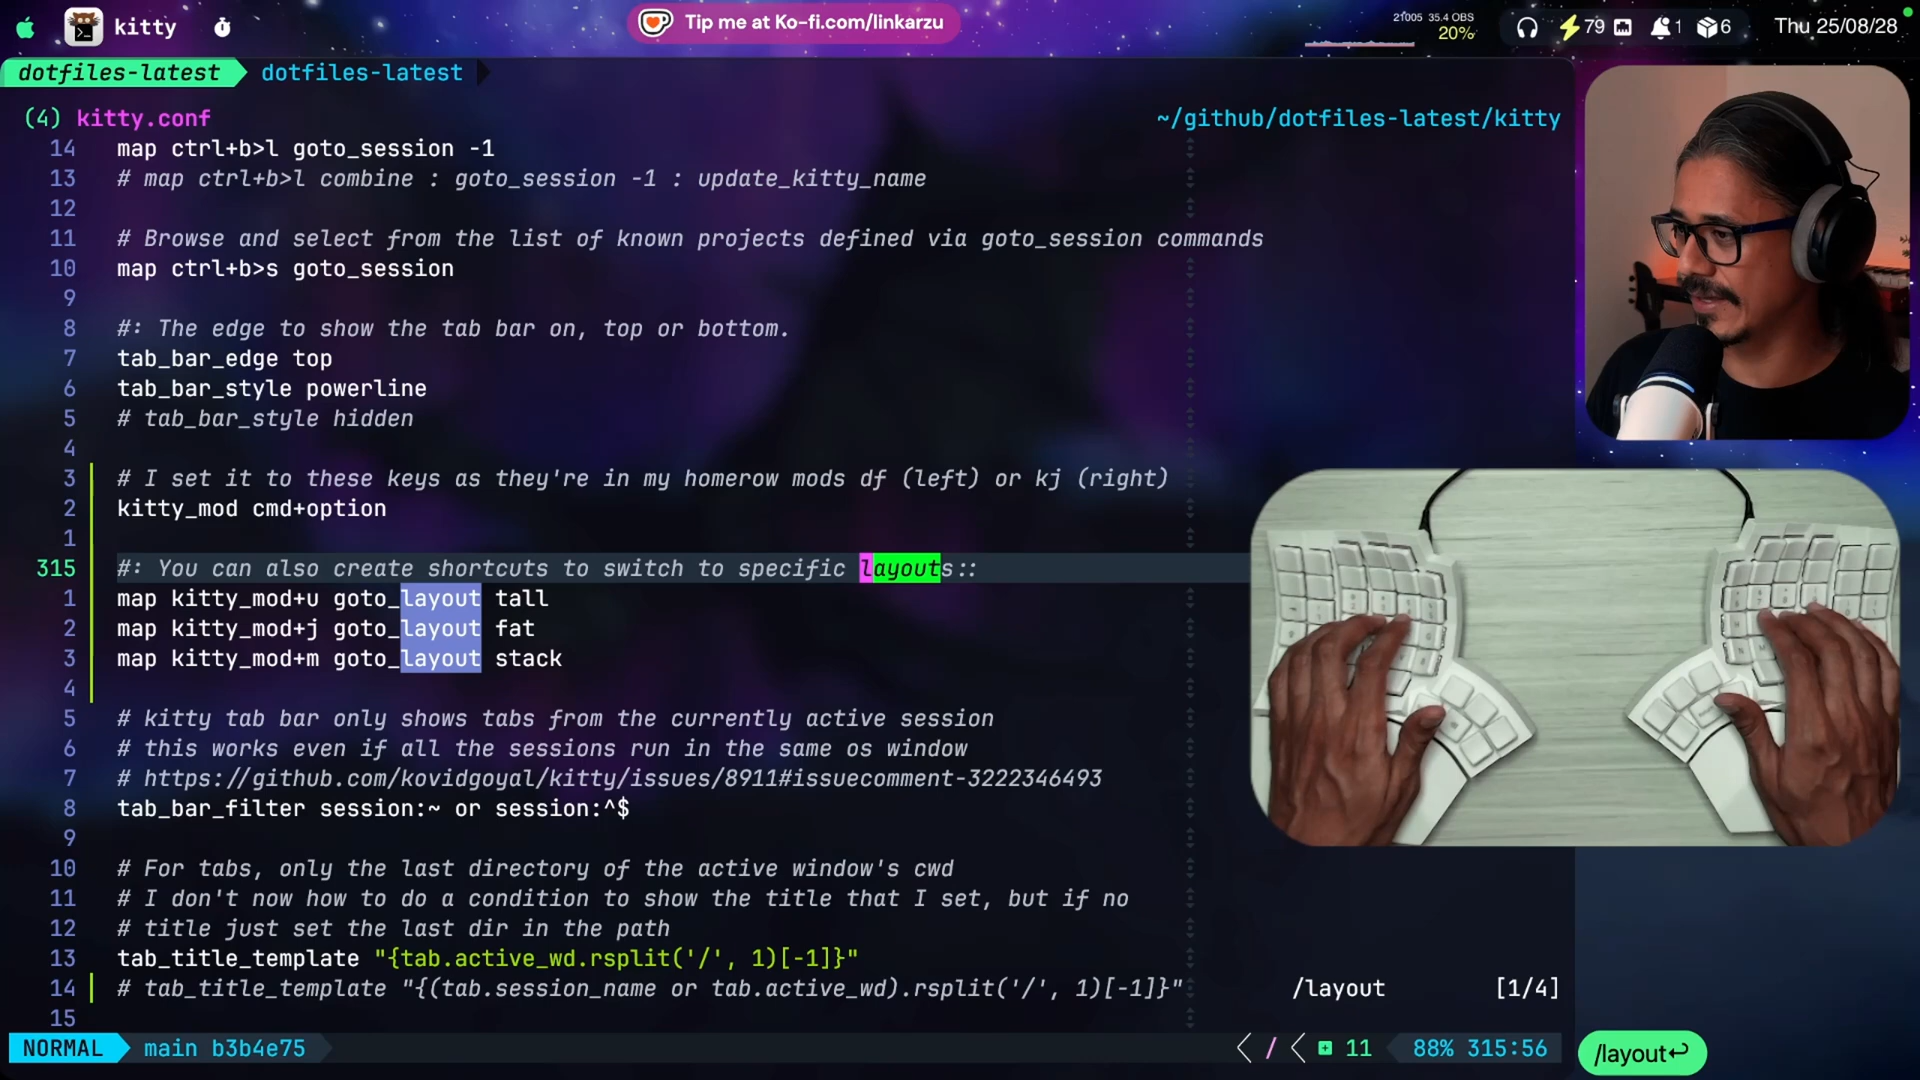 kitty
Tip me at Ko-fi.com/linkarzu
21005 35.4 OBS
20%
79
1
6
Thu 25/08/28
dotfiles-latest
dotfiles-latest
(4) kitty.conf
~/github/dotfiles-latest/kitty
14 map ctrl+b>l goto_session -1
13 # map ctrl+b>l combine : goto_session -1 : update_kitty_name
12
11 # Browse and select from the list of known projects defined via goto_session commands
10 map ctrl+b>s goto_session
9
8 #: The edge to show the tab bar on, top or bottom.
7 tab_bar_edge top
6 tab_bar_style powerline
5 # tab_bar_style hidden
4
3 # I set it to these keys as they're in my homerow mods df (left) or kj (right)
2 kitty_mod cmd+option
1
315 #: You can also create shortcuts to switch to specific layouts::
1 map kitty_mod+u goto_layout tall
2 map kitty_mod+j goto_layout fat
3 map kitty_mod+m goto_layout stack
4
5 # kitty tab bar only shows tabs from the currently active session
6 # this works even if all the sessions run in the same os window
7 # https://github.com/kovidgoyal/kitty/issues/8911#issuecomment-3222346493
8 tab_bar_filter session:~ or session:^$
9
10 # For tabs, only the last directory of the active window's cwd
11 # I don't now how to do a condition to show the title that I set, but if no
12 # title just set the last dir in the path
13 tab_title_template "{tab.active_wd.rsplit('/', 1)[-1]}"
14 # tab_title_template "{(tab.session_name or tab.active_wd).rsplit('/', 1)[-1]}"
/layout [1/4]
15
NORMAL main b3b4e75
/ 11 88% 315:56
/layout↩